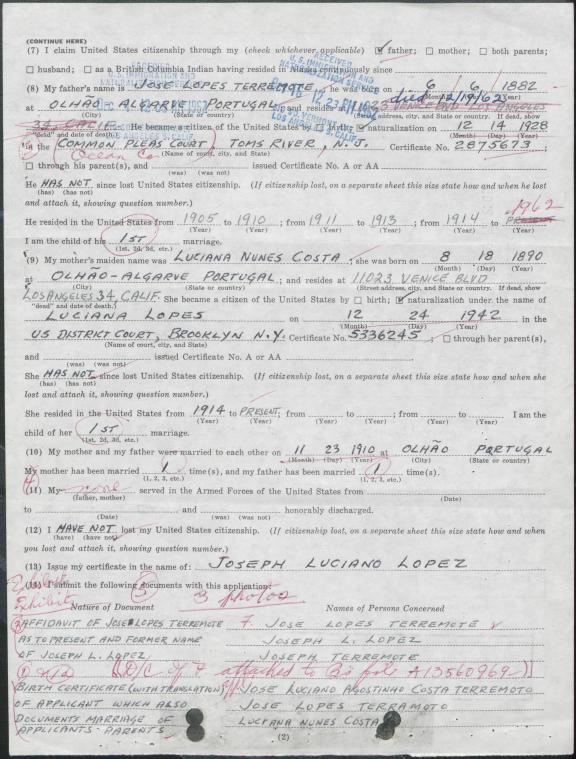 (CONTINUE HERE)
(7) I claim United States citizenship through my (check whichever applicable) ☑ father; ☐ mother; ☐ both parents;
☐ husband; ☐ as a British Columbia Indian having resided in continuously since
(8) My father's name is JOSE LOPES TERREMOTE, he was born on 6 6 1882
(Month) (Day) (Year)
at OLHÃO ALGARVE PORTUGAL and resides died 2/19/62 11023 VENICE BLVD LOS ANGELES
(City) (State or country) (Street address, city, and State or country. If dead, show
34 CALIF He became a citizen of the United States by ☐ birth; ☑ naturalization on 12 14 1928
"dead" and date of death.) (Month) (Day) (Year)
in the COMMON PLEAS COURT, TOMS RIVER, N.J. Certificate No. 2875673
Ocean Co (Name of court, city, and State)
☐ through his parent(s), and issued Certificate No. A or AA
(was) (was not)
He HAS NOT since lost United States citizenship. (If citizenship lost, on a separate sheet this size state how and when he lost
and attach it, showing question number.)
1962
He resided in the United States from 1905 to 1910; from 1911 to 1913; from 1914 to PRESENT
(Year) (Year) (Year) (Year) (Year) (Year)
I am the child of his 1ST marriage.
(1st, 2d, 3d, etc.)
(9) My mother's maiden name was LUCIANA NUNES COSTA; she was born 8 18 1890
(Month) (Day) (Year)
at OLHÃO-ALGARVE PORTUGAL; and resides at 11023 VENICE BLVD
(City) (State or country) (Street address, city, and State or country. If dead, show
LOS ANGELES 34, CALIF. She became a citizen of the United States by ☐ birth; ☑ naturalization under the name of
"dead" and date of death.)
LUCIANA LOPES on 12 24 1942 in the
(Month) (Day) (Year)
US DISTRICT COURT, BROOKLYN N.Y. Certificate No. 5336245; ☐ through her parent(s),
(Name of court, city, and State)
and issued Certificate No. A or AA
(was) (was not)
She HAS NOT since lost United States citizenship. (If citizenship lost, on a separate sheet this size state how and when she
(has) (has not)
lost and attach it, showing question number.)
She resided in the United States from 1914 to PRESENT; from to ; from to I am the
(Year) (Year) (Year) (Year) (Year) (Year)
child of her 1ST marriage.
(1st, 2d, 3d, etc.)
(10) My mother and my father were married to each other on 11 23 1910 at OLHÃO PORTUGAL
(Month) (Day) (Year) (City) (State or country)
My mother has been married 1 time(s), and my father has been married 1 time(s).
(1, 2, 3, etc.) (1, 2, 3, etc.)
(11) My none served in the Armed Forces of the United States from
(father, mother) (Date)
to and honorably discharged.
(Date) (was) (was not)
(12) I HAVE NOT lost my United States citizenship. (If citizenship lost, on a separate sheet this size state how and when
(have) (have not)
you lost and attach it, showing question number.)
(13) Issue my certificate in the name of: JOSEPH LUCIANO LOPEZ
(14) I submit the following documents with this application:
Exhibits
Exhibits 3 photos
Nature of Document Names of Persons Concerned
AFFIDAVIT OF JOSE LOPES TERREMOTE F. JOSE LOPES TERREMOTE
AS TO PRESENT AND FORMER NAME JOSEPH L. LOPEZ
OF JOSEPH L. LOPEZ JOSEPH TERREMOTE
attached to B's file A13560969)
BIRTH CERTIFICATE (WITH TRANSLATION) JOSE LUCIANO AGOSTINHO COSTA TERREMOTO
OF APPLICANT WHICH ALSO JOSE LOPES TERRAMOTO
DOCUMENTS MARRIAGE OF LUCIANA NUNES COSTA
APPLICANTS PARENTS
(2)